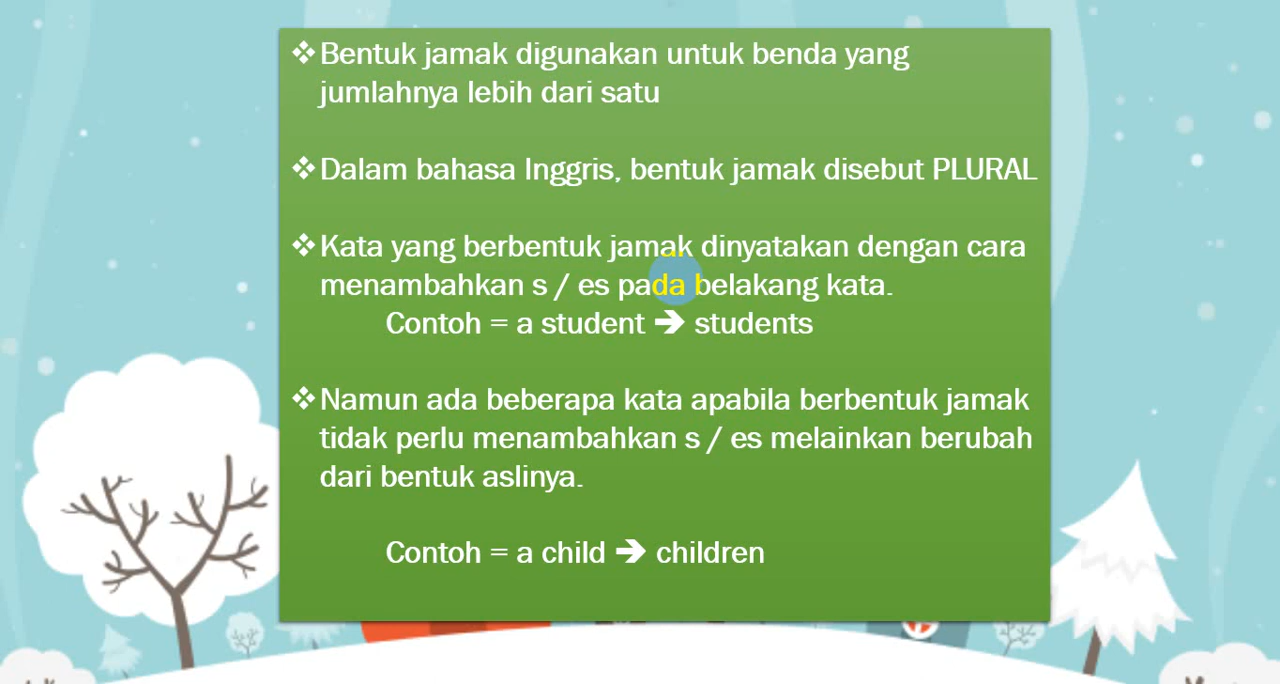 ❖Bentuk jamak digunakan untuk benda yang
jumlahnya lebih dari satu
❖Dalam bahasa Inggris, bentuk jamak disebut PLURAL
❖Kata yang berbentuk jamak dinyatakan dengan cara
menambahkan s / es pada belakang kata.
Contoh = a student ➔ students
❖Namun ada beberapa kata apabila berbentuk jamak
tidak perlu menambahkan s / es melainkan berubah
dari bentuk aslinya.
Contoh = a child ➔ children